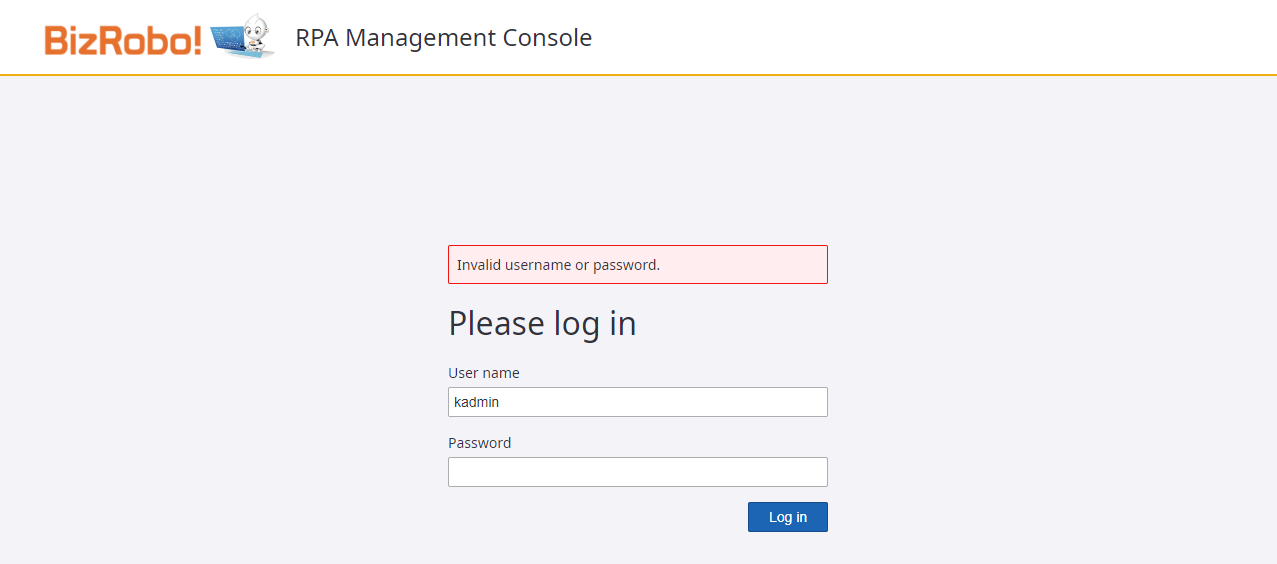 BizRobo! RPA Management Console
Invalid username or password.
Please log in
User name
kadmin
Password
Log in